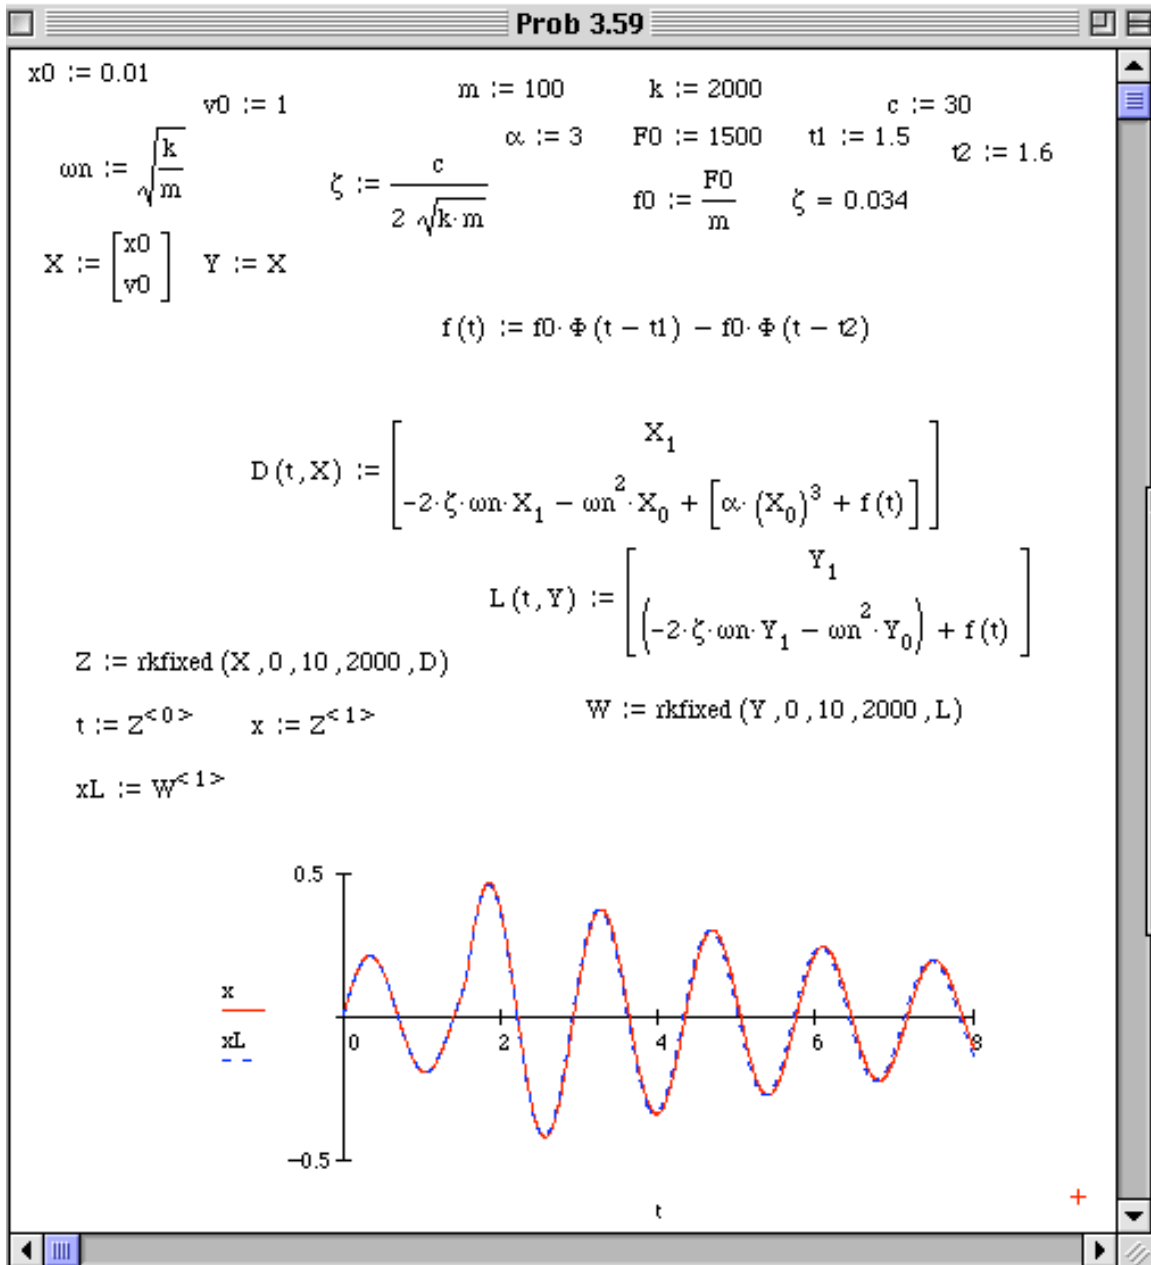 Prob 3.59
x0 := 0.01
v0 := 1
m := 100 k := 2000 c := 30
α := 3 F0 := 1500 t1 := 1.5 t2 := 1.6
ωn := √(k/m) ζ := c/(2 √(k·m)) f0 := F0/m ζ = 0.034
X := [x0 v0] Y := X
f(t) := f0·Φ(t − t1) − f0·Φ(t − t2)
D(t,X) := [X₁
−2·ζ·ωn·X₁ − ωn²·X₀ + [α·(X₀)³ + f(t)]]
L(t,Y) := [Y₁
(−2·ζ·ωn·Y₁ − ωn²·Y₀) + f(t)]
Z := rkfixed(X,0,10,2000,D)
t := Z^<0> x := Z^<1> W := rkfixed(Y,0,10,2000,L)
xL := W^<1>
0.5
x
xL
0 2 4 6 8
−0.5
t